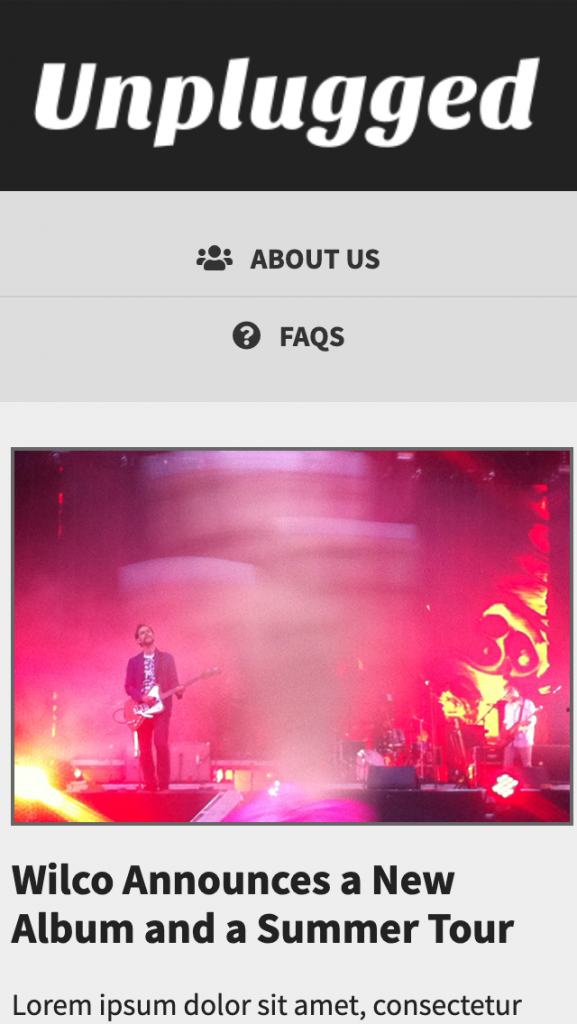 Unplugged
ABOUT US
FAQS
Wilco Announces a New
Album and a Summer Tour
Lorem ipsum dolor sit amet, consectetur